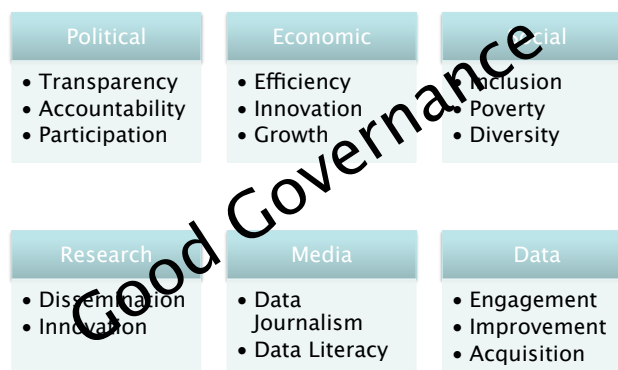 Political
• Transparency
• Accountability
• Participation
Economic
• Efficiency
• Innovation
• Growth
Social
• Inclusion
• Poverty
• Diversity
Research
• Dissemination
• Innovation
Media
• Data
Journalism
• Data Literacy
Data
• Engagement
• Improvement
• Acquisition
Good Governance